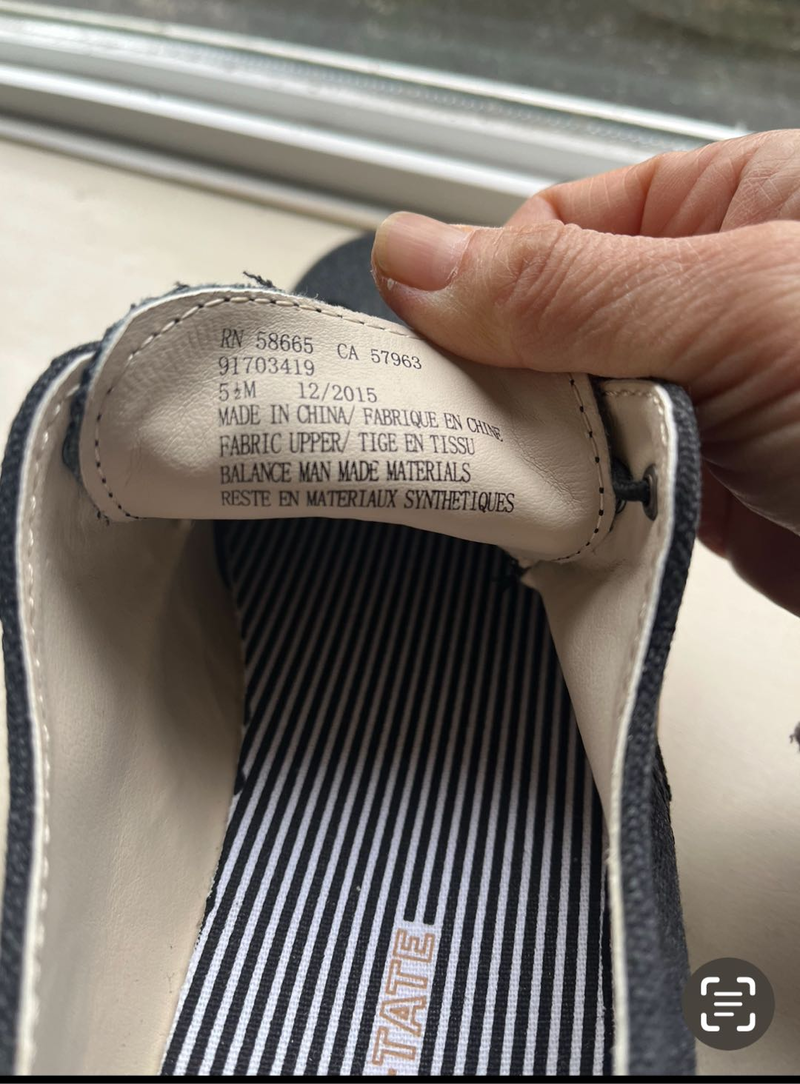 RN 58665 CA 57963
91703419
5½M 12/2015
MADE IN CHINA/ FABRIQUE EN CHINE
FABRIC UPPER/ TIGE EN TISSU
BALANCE MAN MADE MATERIALS
RESTE EN MATERIAUX SYNTHETIQUES
-TATE